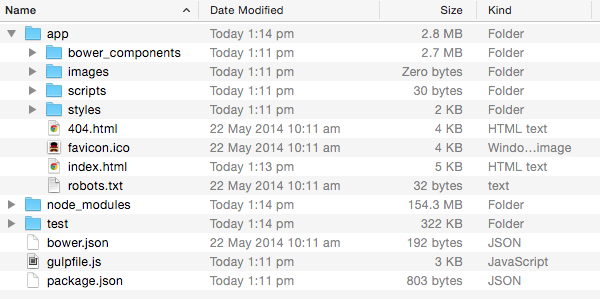 Name Date Modified Size Kind
app Today 1:14 pm 2.8 MB Folder
bower_components Today 1:11 pm 2.7 MB Folder
images Today 1:11 pm Zero bytes Folder
scripts Today 1:11 pm 30 bytes Folder
styles Today 1:11 pm 2 KB Folder
404.html 22 May 2014 10:11 am 4 KB HTML text
favicon.ico 22 May 2014 10:11 am 4 KB Windo...image
index.html Today 1:13 pm 5 KB HTML text
robots.txt 22 May 2014 10:11 am 32 bytes text
node_modules Today 1:14 pm 154.3 MB Folder
test Today 1:14 pm 322 KB Folder
bower.json 22 May 2014 10:11 am 192 bytes JSON
gulpfile.js Today 1:11 pm 3 KB JavaScript
package.json Today 1:11 pm 803 bytes JSON